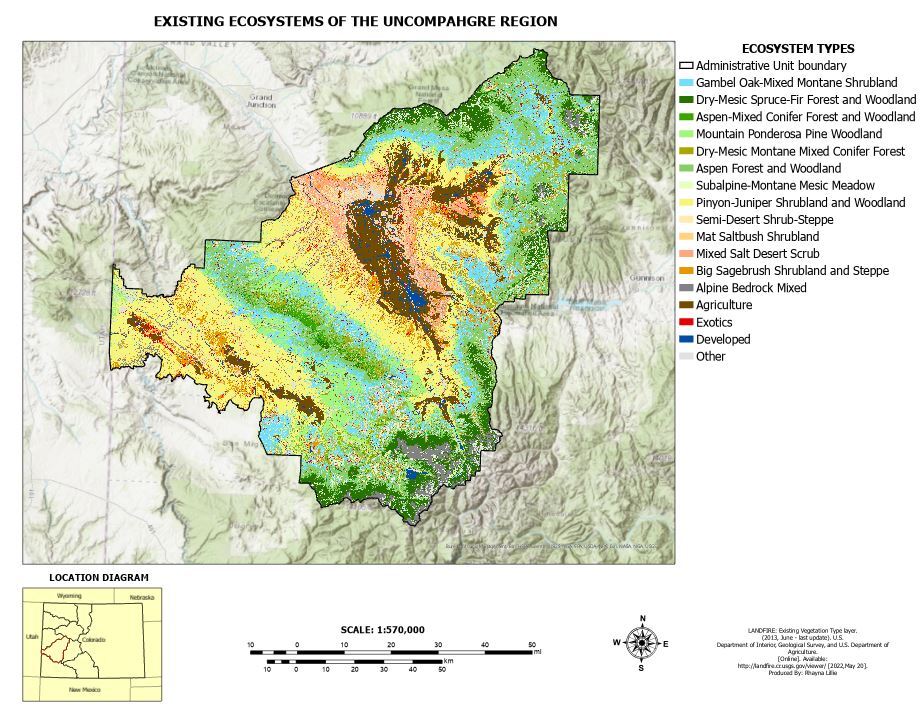 EXISTING ECOSYSTEMS OF THE UNCOMPAHGRE REGION
Grand
Junction
Gunnison
ECOSYSTEM TYPES
Administrative Unit boundary
Gambel Oak-Mixed Montane Shrubland
Dry-Mesic Spruce-Fir Forest and Woodland
Aspen-Mixed Conifer Forest and Woodland
Mountain Ponderosa Pine Woodland
Dry-Mesic Montane Mixed Conifer Forest
Aspen Forest and Woodland
Subalpine-Montane Mesic Meadow
Pinyon-Juniper Shrubland and Woodland
Semi-Desert Shrub-Steppe
Mat Saltbush Shrubland
Mixed Salt Desert Scrub
Big Sagebrush Shrubland and Steppe
Alpine Bedrock Mixed
Agriculture
Exotics
Developed
Other
LOCATION DIAGRAM
Wyoming
Nebraska
Utah
Colorado
New Mexico
SCALE: 1:570,000
10 0 10 20 30 40 50
mi
km
10 0 10 20 30 40 50
N
W E
S
LANDFIRE: Existing Vegetation Type layer.
(2013, June - last update). U.S.
Department of Interior, Geological Survey, and U.S. Department of
Agriculture.
[Online]. Available:
http://landfire.cr.usgs.gov/viewer/ [2022,May 20].
Produced By: Rhayna Lillie